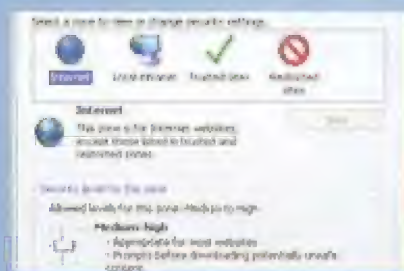 Select a zone to view or change security settings.
Internet Local intranet Trusted sites Restricted
sites
Internet
This zone is for Internet websites,
except those listed in trusted and
restricted zones.
Security level for this zone
Allowed levels for this zone: Medium to High
Medium-high
- Appropriate for most websites
- Prompts before downloading potentially unsafe
content